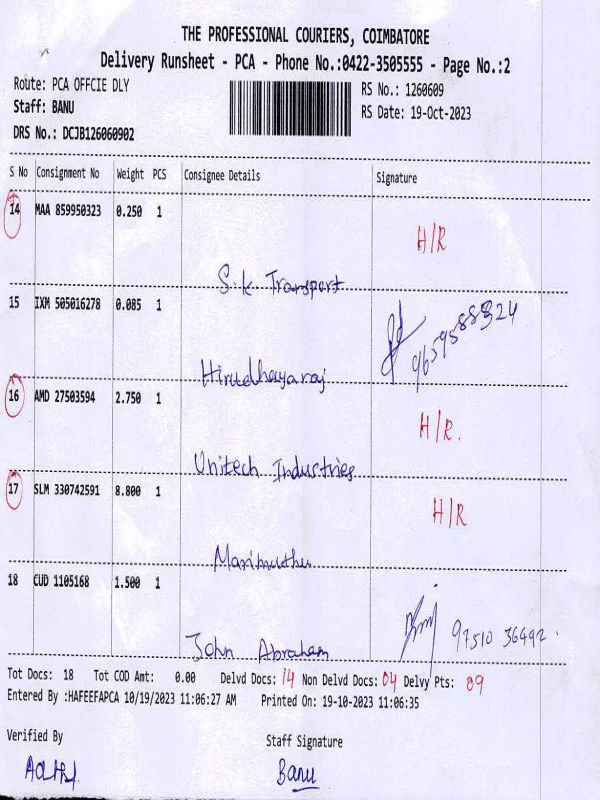 THE PROFESSIONAL COURIERS, COIMBATORE
Delivery Runsheet - PCA - Phone No.:0422-3505555 - Page No.:2
Route: PCA OFFCIE DLY
RS No.: 1260609
Staff: BANU
RS Date: 19-Oct-2023
DRS No.: DCJB126060902
S No Consignment No Weight PCS Consignee Details Signature
14 MAA 859950323 0.250 1
H/R
S.k Transport
15 IXM 505016278 0.085 1
9659588324
Hirudhayaraj
16 AMD 27503594 2.750 1
H/R.
Unitech Industries
17 SLM 330742591 8.800 1
H/R
Marimuthu
18 CUD 1105168 1.500 1
97510 36492.
John Abraham
Tot Docs: 18 Tot COD Amt: 0.00 Delvd Docs: 14 Non Delvd Docs: 04 Delvy Pts: 09
Entered By :HAFEEFAPCA 10/19/2023 11:06:27 AM Printed On: 19-10-2023 11:06:35
Verified By
Staff Signature
Banu